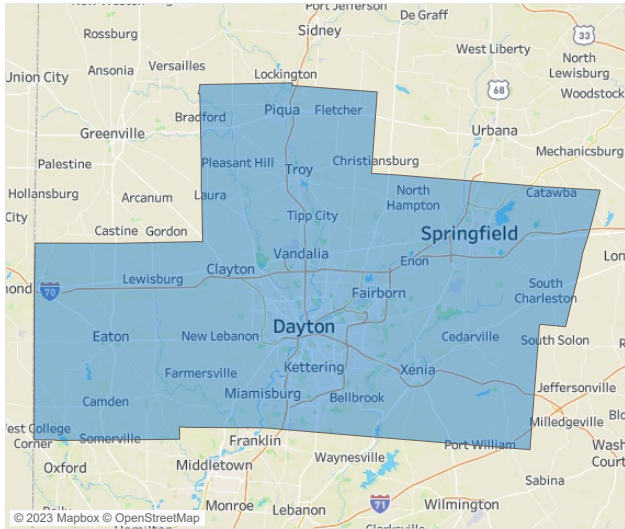 Port Jefferson
De Graff
Rossburg
Sidney
33
West Liberty
North
Lewisburg
Ansonia
Versailles
Lockington
Union City
68
Woodstock
Bradford
Piqua
Fletcher
Greenville
Urbana
Mechanicsburg
Palestine
Pleasant Hill
Troy
Christiansburg
Hollansburg
Arcanum
Laura
North
Hampton
Catawba
City
Tipp City
Castine
Gordon
Springfield
Vandalia
Enon
Clayton
Lewisburg
70
Fairborn
South
Charleston
Eaton
New Lebanon
Dayton
Cedarville
South Solon
Farmersville
Kettering
Xenia
Jeffersonville
Camden
Miamisburg
Bellbrook
Milledgeville
West College
Corner
Somerville
Franklin
Port William
Oxford
Middletown
Waynesville
Sabina
Monroe
Lebanon
71
Wilmington
© 2023 Mapbox © OpenStreetMap